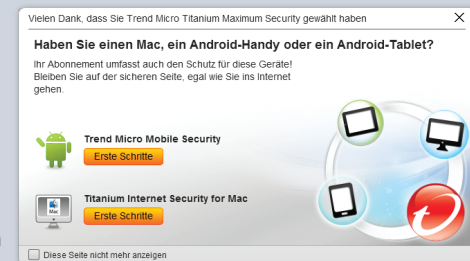 Vielen Dank, dass Sie Trend Micro Titanium Maximum Security gewählt haben
Haben Sie einen Mac, ein Android-Handy oder ein Android-Tablet?
Ihr Abonnement umfasst auch den Schutz für diese Geräte!
Bleiben Sie auf der sicheren Seite, egal wie Sie ins Internet
gehen.
Trend Micro Mobile Security
Erste Schritte
Mac
Titanium Internet Security for Mac
Erste Schritte
Diese Seite nicht mehr anzeigen